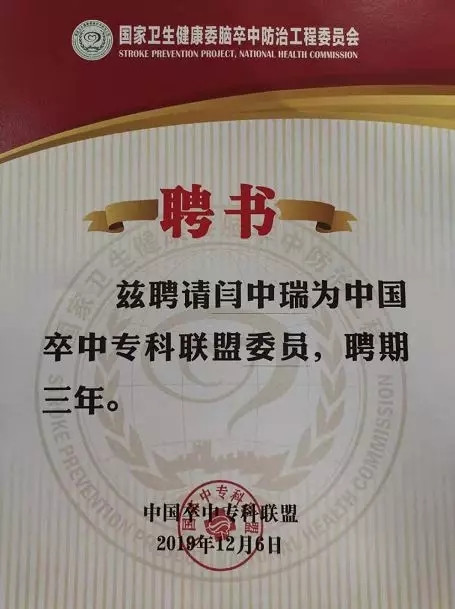 国家卫生健康委脑卒中防治工程委员会
STROKE PREVENTION PROJECT, NATIONAL HEALTH COMMISSION
聘书
兹聘请闫中瑞为中国
卒中专科联盟委员，聘期
三年。
中国卒中专科联盟
2019年12月6日